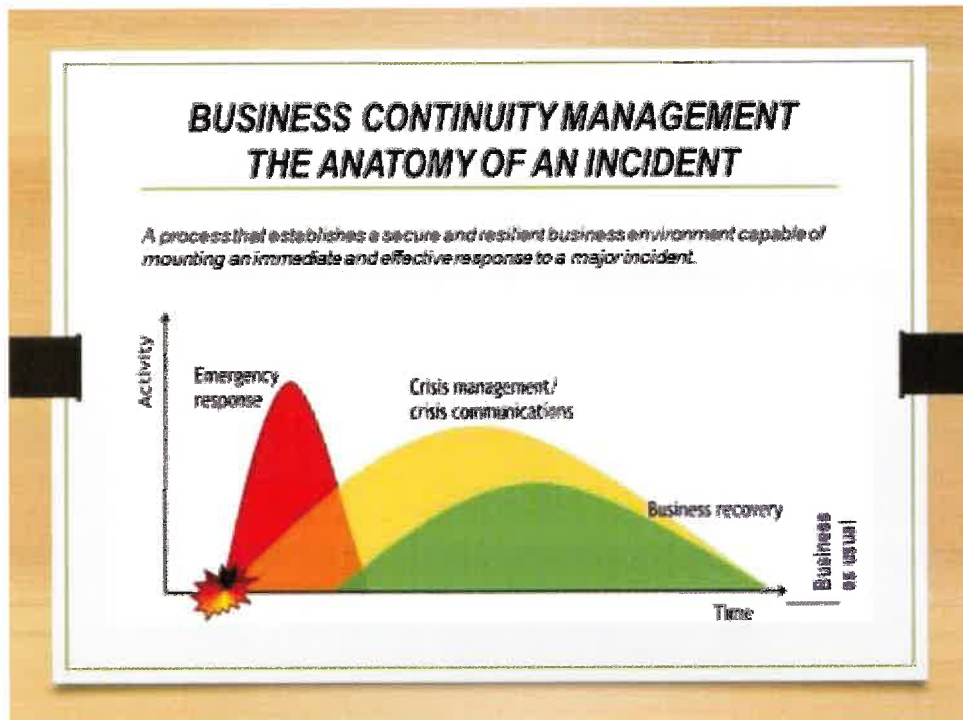 BUSINESS CONTINUITY MANAGEMENT
THE ANATOMY OF AN INCIDENT
A process that establishes a secure and resilient business environment capable of
mounting an immediate and effective response to a major incident.
Activity
Emergency
response
Crisis management/
crisis communications
Business recovery
Business
as usual
Time